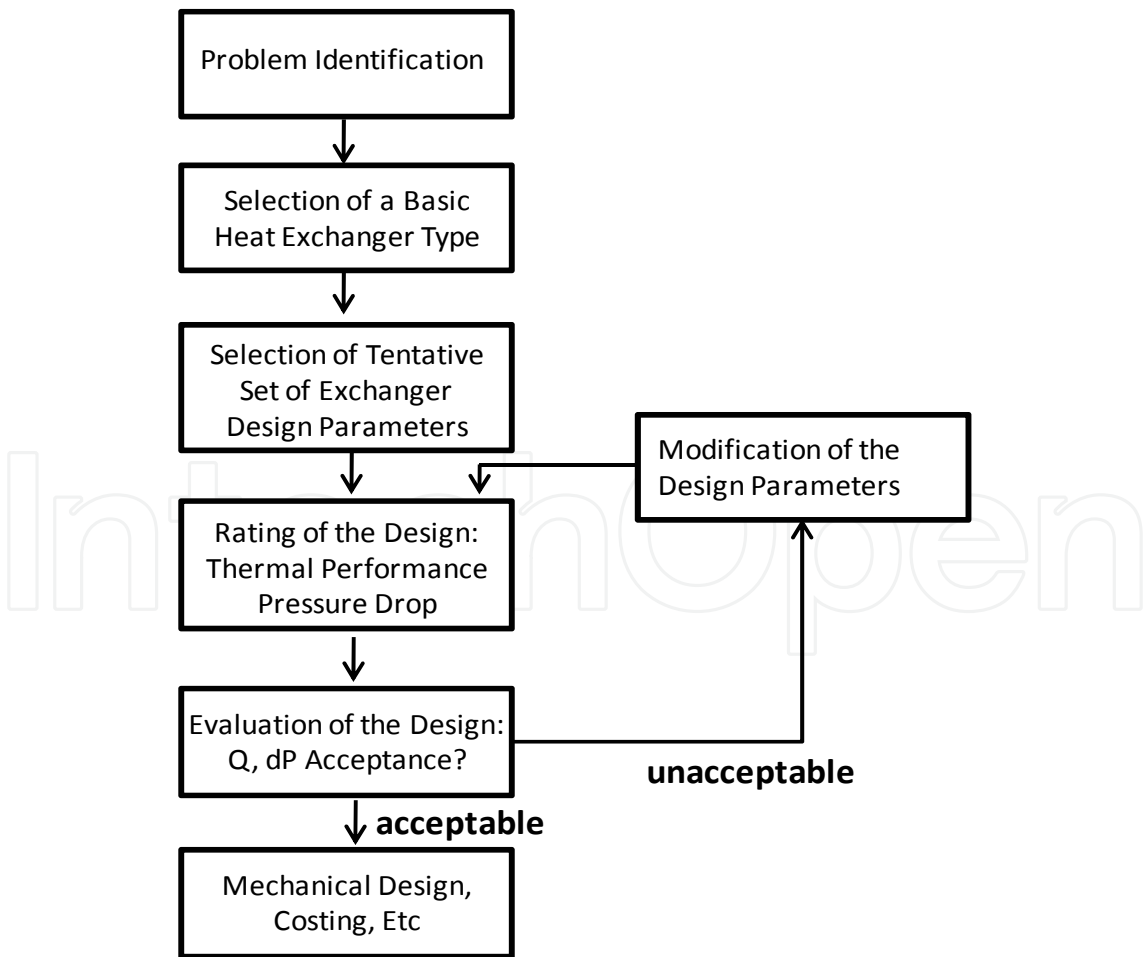 Problem Identification
Selection of a Basic
Heat Exchanger Type
Selection of Tentative
Set of Exchanger
Design Parameters
Modification of the
Design Parameters
Rating of the Design:
Thermal Performance
Pressure Drop
Evaluation of the Design:
Q, dP Acceptance?
unacceptable
acceptable
Mechanical Design,
Costing, Etc
IntechOpen